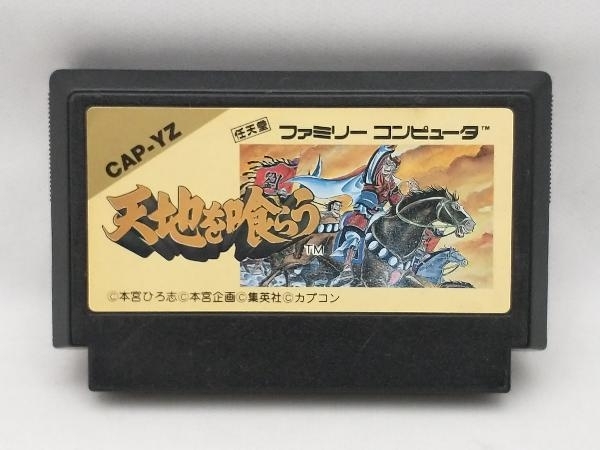 CAP-YZ
任天堂 ファミリー コンピュータ™
天地を喰らう
TM
©本宮ひろ志©本宮企画©集英社©カプコン